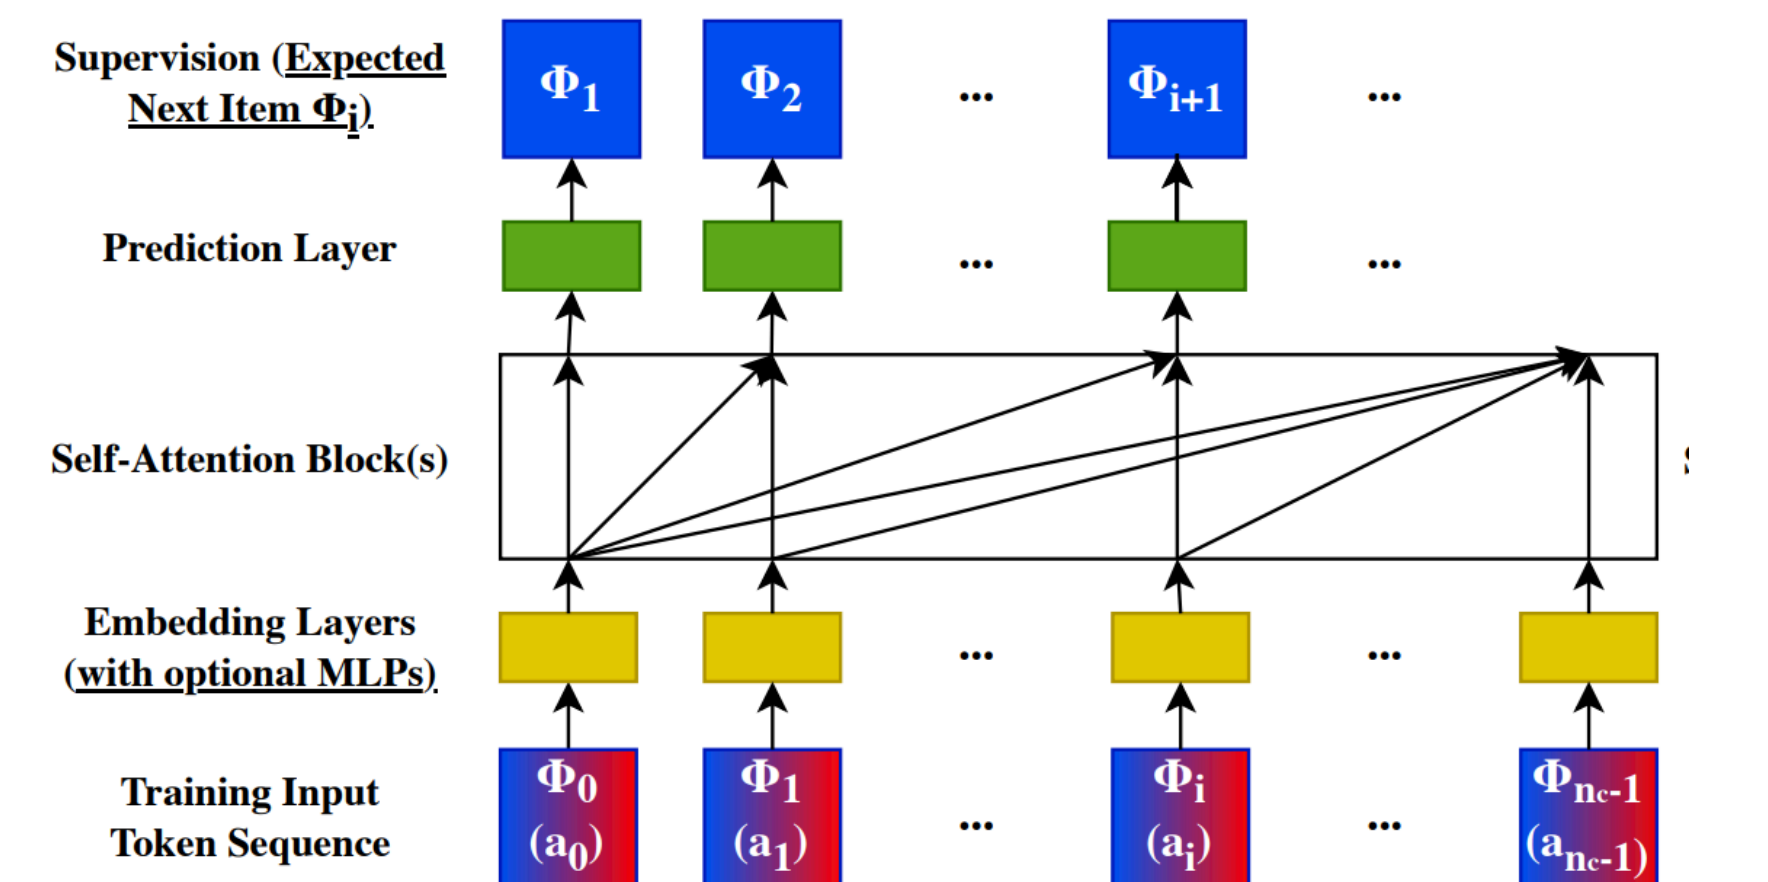 Supervision (Expected
Next Item Φi)
Φ1
Φ2
...
Φi+1
...
Prediction Layer
...
...
Self-Attention Block(s)
Embedding Layers
(with optional MLPs)
...
...
Training Input
Token Sequence
Φ0
(a0)
Φ1
(a1)
...
Φi
(ai)
...
Φnc-1
(anc-1)